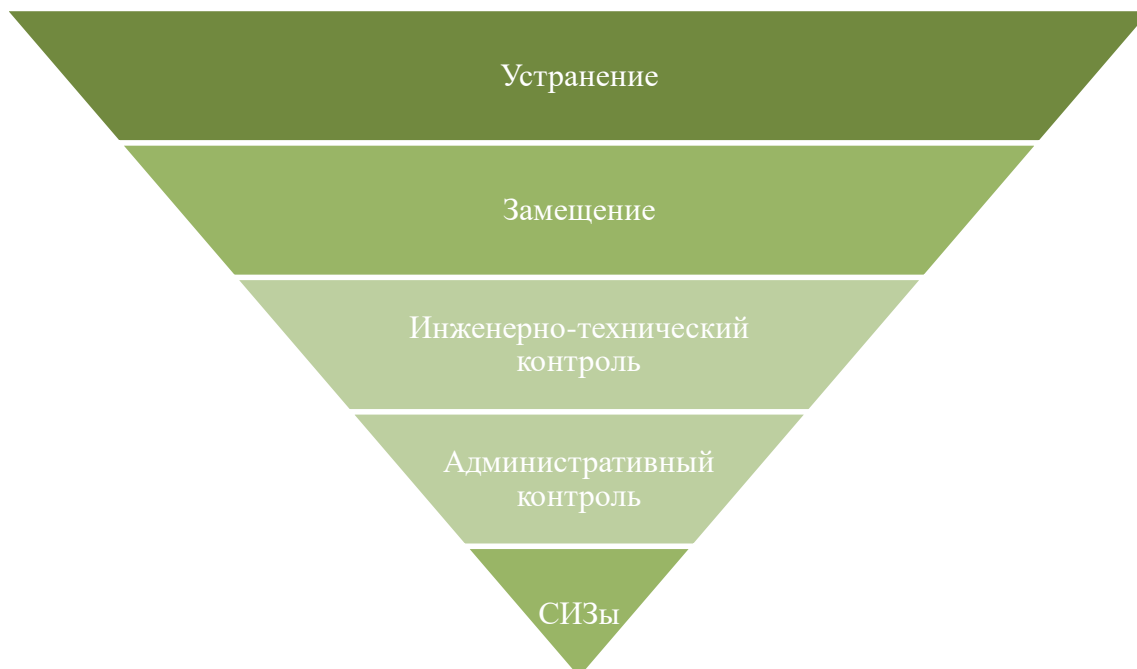 Устранение
Замещение
Инженерно-технический
контроль
Административный
контроль
СИЗы